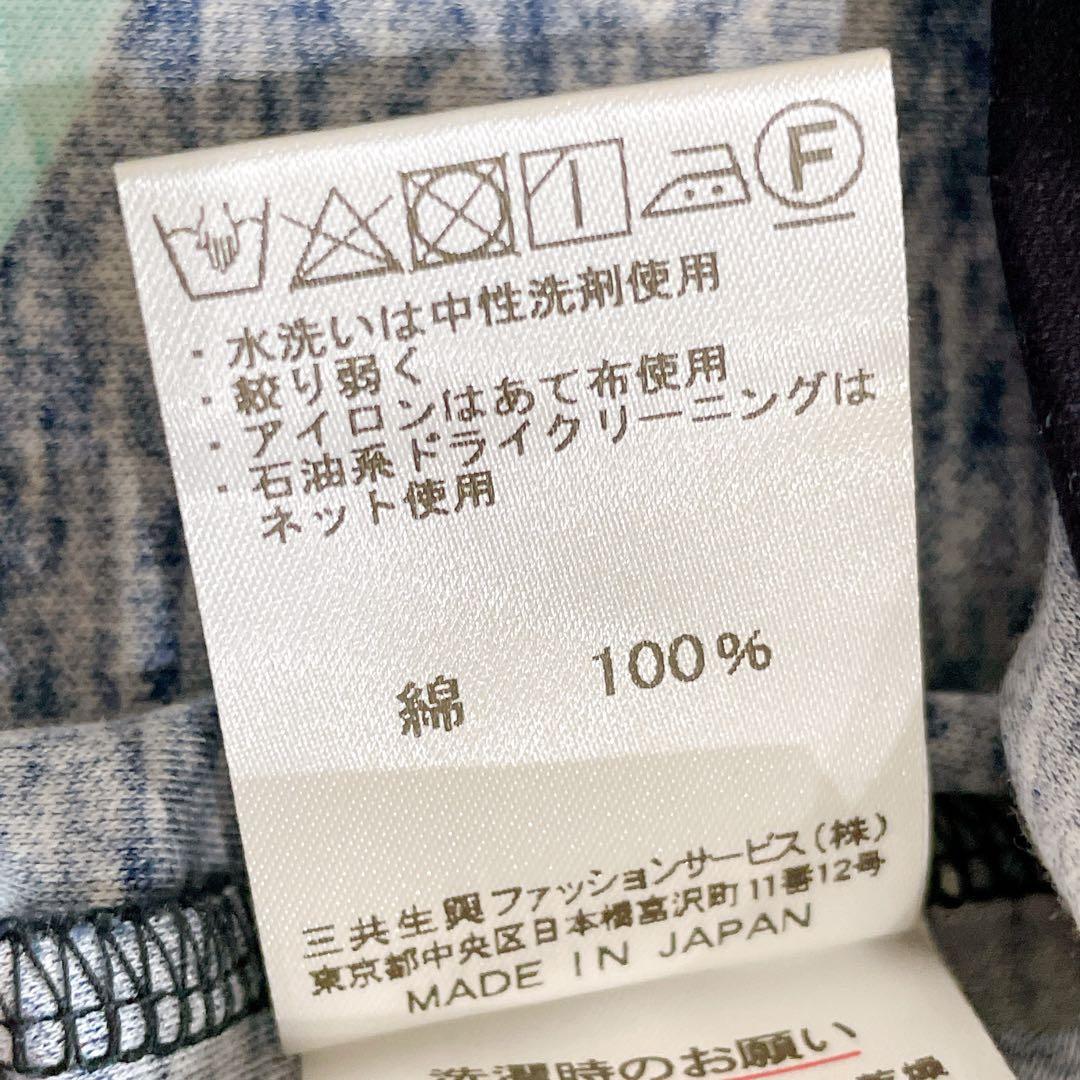 F
・水洗いは中性洗剤使用
・絞り弱く
・アイロンはあて布使用
・石油系ドライクリーニングは
ネット使用
綿 100%
三共生興ファッションサービス(株)
東京都中央区日本橋富沢町11番12号
MADE IN JAPAN
洗濯時のお願い
乾燥